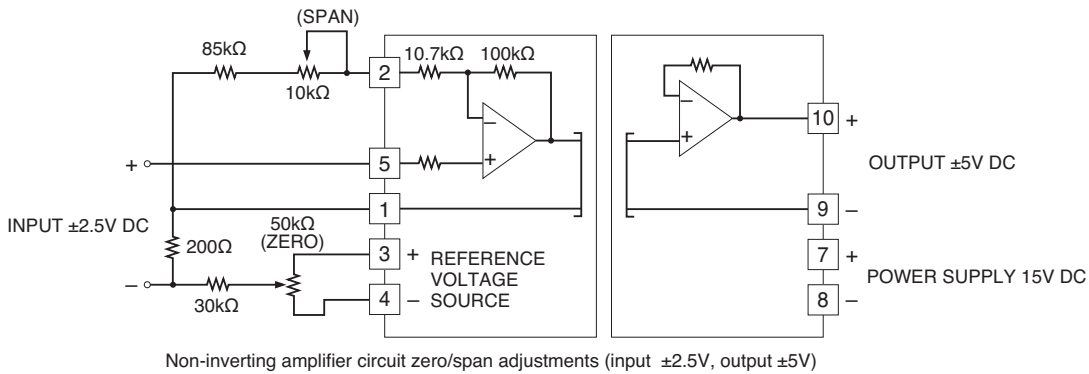 (SPAN)
85kΩ
10kΩ
2
10.7kΩ
100kΩ
−
+
10
+
OUTPUT ±5V DC
9
−
−
+
+
5
1
INPUT ±2.5V DC
200Ω
50kΩ
(ZERO)
3
+
REFERENCE
VOLTAGE
SOURCE
4
−
−
30kΩ
7
+
POWER SUPPLY 15V DC
8
−
Non-inverting amplifier circuit zero/span adjustments (input ±2.5V, output ±5V)